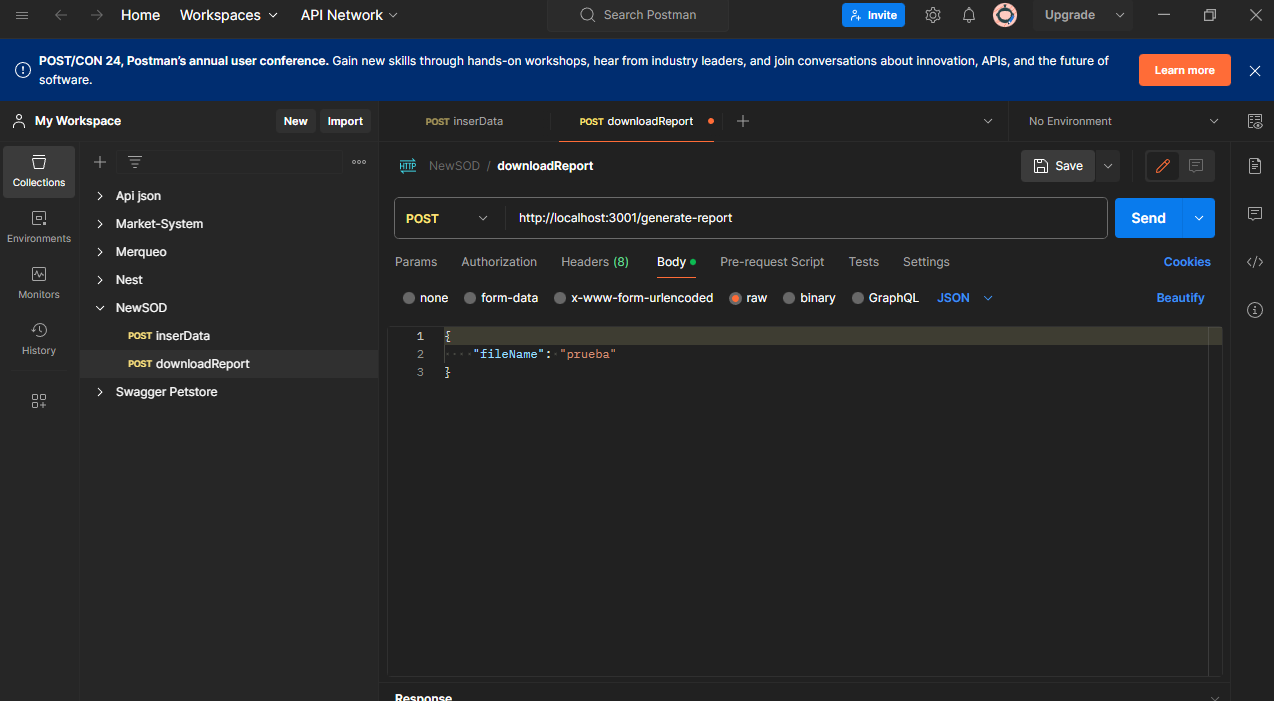 Home Workspaces API Network Search Postman Invite Upgrade
POST/CON 24, Postman's annual user conference. Gain new skills through hands-on workshops, hear from industry leaders, and join conversations about innovation, APIs, and the future of
software.
Learn more
My Workspace New Import
POST inserData POST downloadReport No Environment
Collections
Environments
Monitors
History
Api json
Market-System
Merqueo
Nest
NewSOD
POST inserData
POST downloadReport
Swagger Petstore
HTTP NewSOD / downloadReport Save
POST http://localhost:3001/generate-report Send
Params Authorization Headers (8) Body Pre-request Script Tests Settings Cookies
none form-data x-www-form-urlencoded raw binary GraphQL JSON Beautify
1 {
2 "fileName": "prueba"
3 }
Response